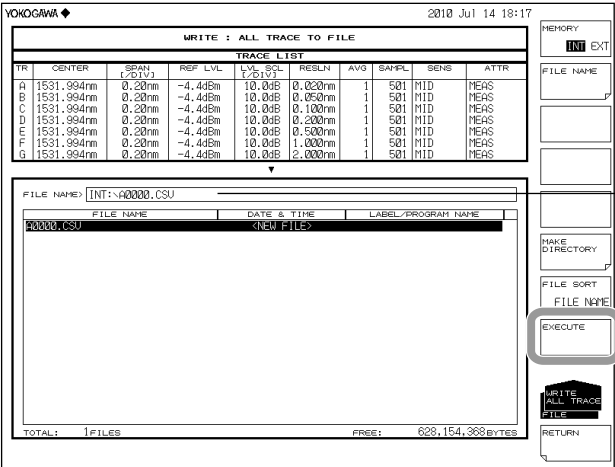 YOKOGAWA ◆ 2010 Jul 14 18:17
WRITE : ALL TRACE TO FILE
TRACE LIST
TR CENTER SPAN [/DIV] REF LVL LVL SCL [/DIV] RESLN AVG SAMPL SENS ATTR
A 1531.994nm 0.20nm -4.4dBm 10.0dB 0.020nm 1 501 MID MEAS
B 1531.994nm 0.20nm -4.4dBm 10.0dB 0.050nm 1 501 MID MEAS
C 1531.994nm 0.20nm -4.4dBm 10.0dB 0.100nm 1 501 MID MEAS
D 1531.994nm 0.20nm -4.4dBm 10.0dB 0.200nm 1 501 MID MEAS
E 1531.994nm 0.20nm -4.4dBm 10.0dB 0.500nm 1 501 MID MEAS
F 1531.994nm 0.20nm -4.4dBm 10.0dB 1.000nm 1 501 MID MEAS
G 1531.994nm 0.20nm -4.4dBm 10.0dB 2.000nm 1 501 MID MEAS
▼
FILE NAME> INT:\A0000.CSV
FILE NAME DATE & TIME LABEL/PROGRAM NAME
A0000.CSV <NEW FILE>
TOTAL: 1FILES FREE: 628,154,368BYTES
MEMORY
INT EXT
FILE NAME
MAKE
DIRECTORY
FILE SORT
FILE NAME
EXECUTE
WRITE
ALL TRACE
FILE
RETURN